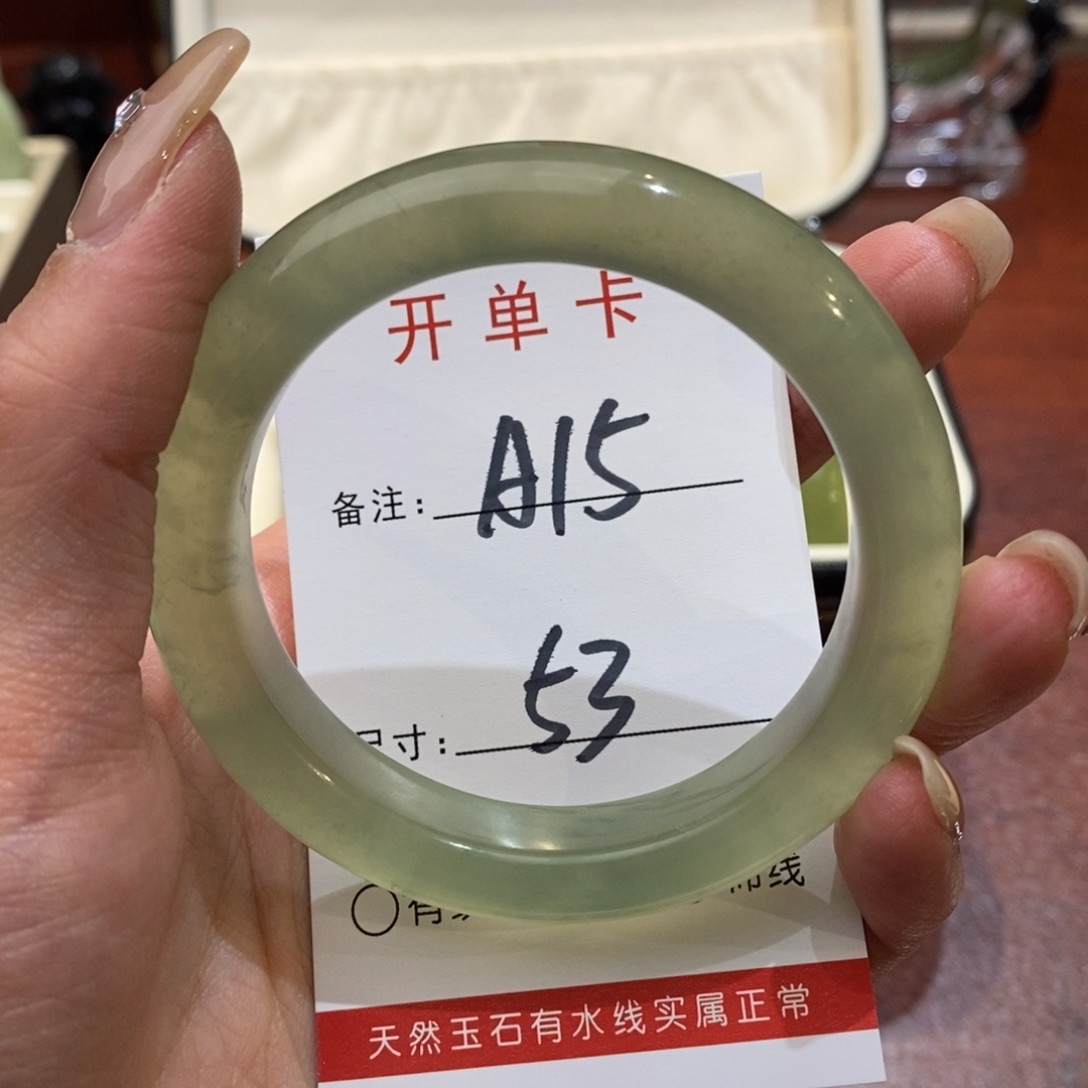 开单卡
备注: A15
尺寸: 53
天然玉石有水线实属正常